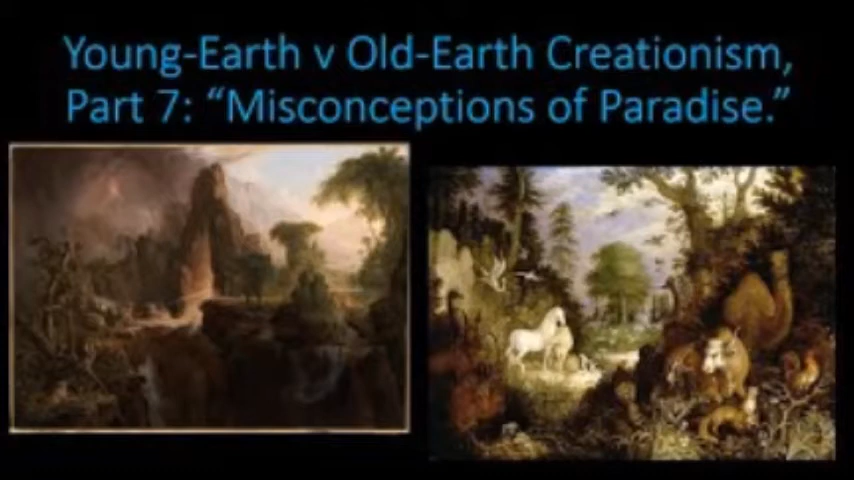 Young-Earth v Old-Earth Creationism,
Part 7: “Misconceptions of Paradise.”